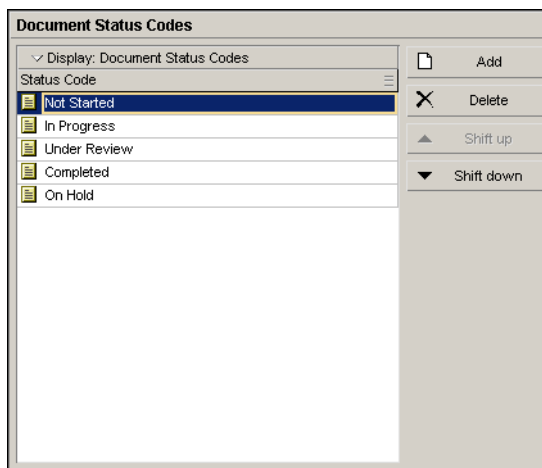 Document Status Codes
Display: Document Status Codes
Status Code
Not Started
In Progress
Under Review
Completed
On Hold
Add
Delete
Shift up
Shift down